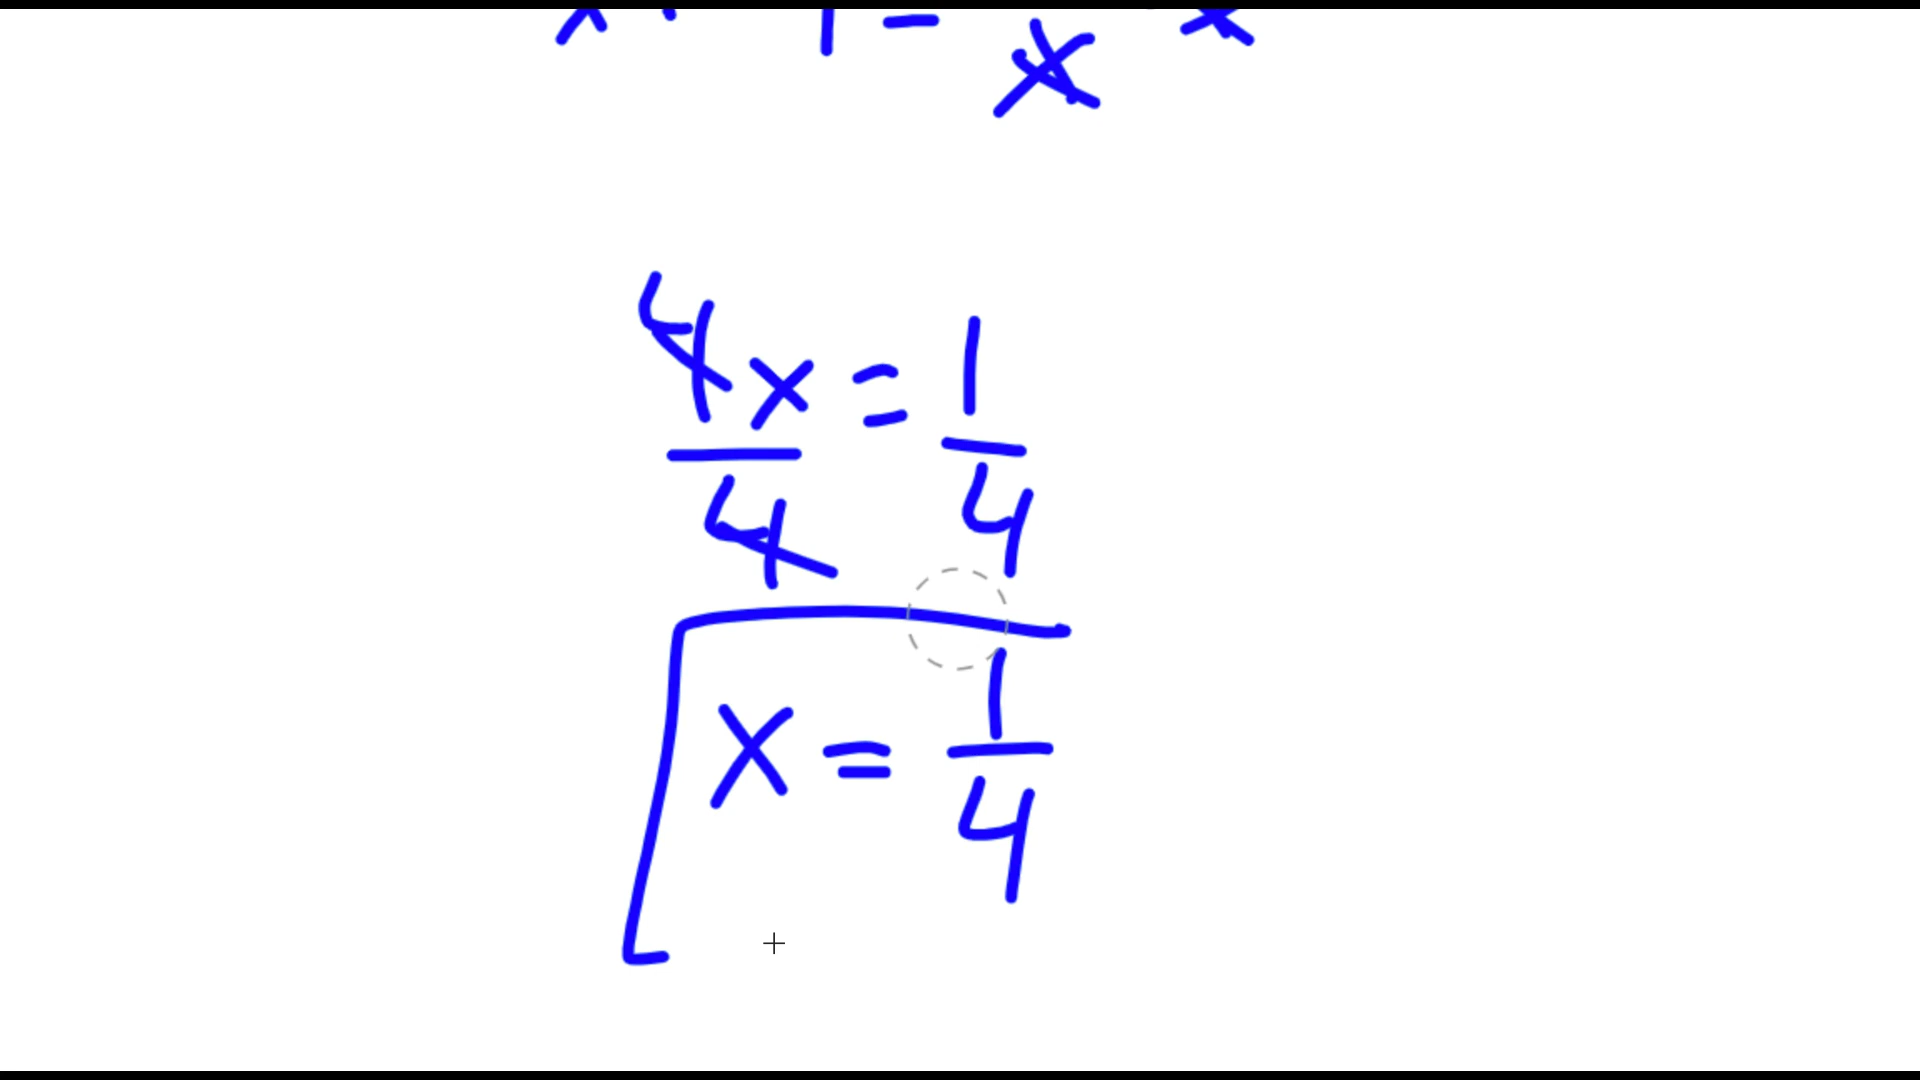 4x = 1
4 4
x = 1/4